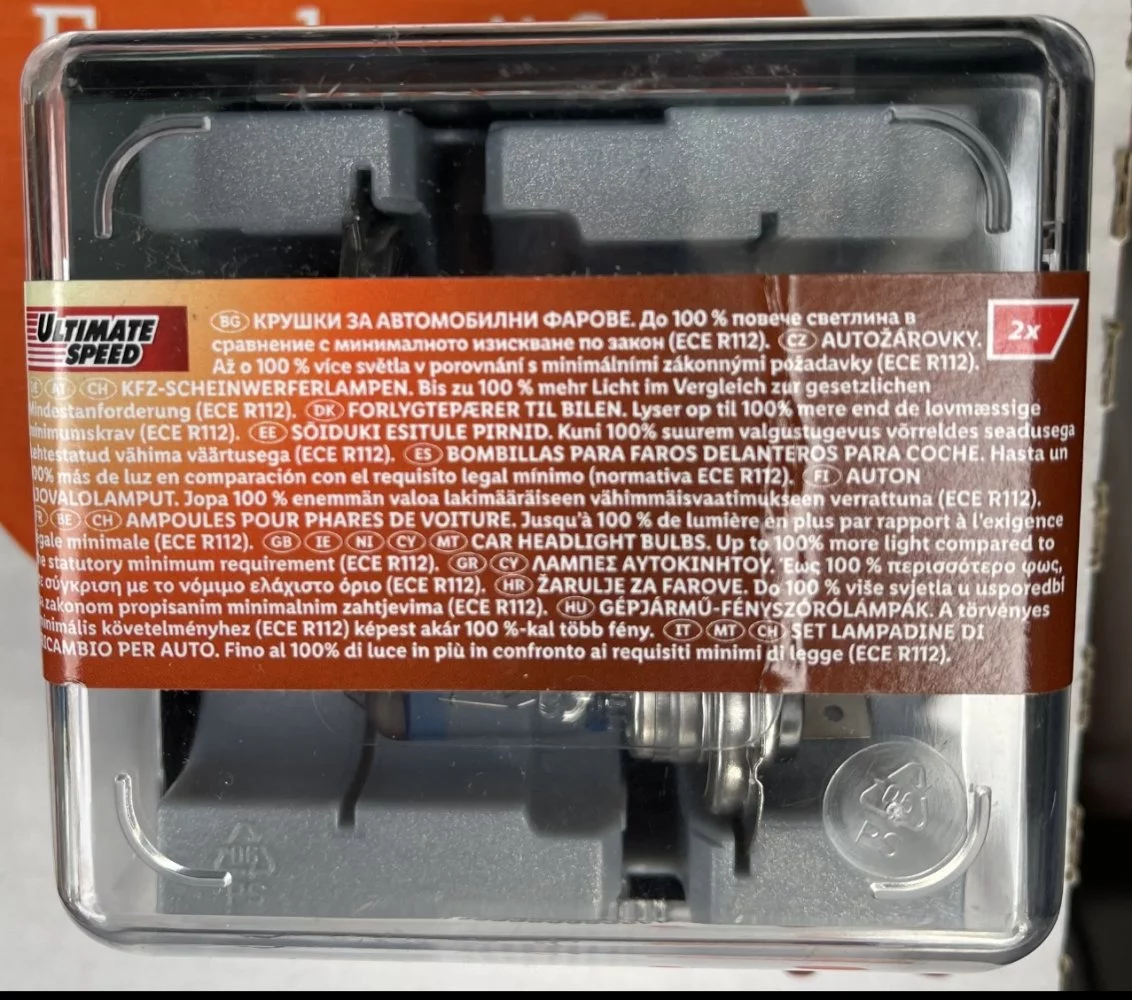 ULTIMATE
SPEED
2x
BG КРУШКИ ЗА АВТОМОБИЛНИ ФАРОВЕ. До 100 % повече светлина в
сравнение с минималното изискване по закон (ECE R112). CZ AUTOŽÁROVKY.
Až o 100 % více světla v porovnání s minimálními zákonnými požadavky (ECE R112).
AT CH KFZ-SCHEINWERFERLAMPEN. Bis zu 100 % mehr Licht im Vergleich zur gesetzlichen
Mindestanforderung (ECE R112). DK FORLYGTEPÆRER TIL BILEN. Lyser op til 100% mere end de lovmæssige
minimumskrav (ECE R112). EE SÕIDUKI ESITULE PIRNID. Kuni 100% suurem valgustugevus võrreldes seadusega
kehtestatud vähima väärtusega (ECE R112). ES BOMBILLAS PARA FAROS DELANTEROS PARA COCHE. Hasta un
100% más de luz en comparación con el requisito legal mínimo (normativa ECE R112). FI AUTON
JOVALOLAMPUT. Jopa 100 % enemmän valoa lakimääräiseen vähimmäisvaatimukseen verrattuna (ECE R112).
BE CH AMPOULES POUR PHARES DE VOITURE. Jusqu'à 100 % de lumière en plus par rapport à l'exigence
gale minimale (ECE R112). GB IE NI CY MT CAR HEADLIGHT BULBS. Up to 100% more light compared to
e statutory minimum requirement (ECE R112). GR CY ΛΑΜΠΕΣ ΑΥΤΟΚΙΝΗΤΟΥ. Έως 100 % περισσότερο φως,
ε σύγκριση με το νόμιμο ελάχιστο όριο (ECE R112). HR ŽARULJE ZA FAROVE. Do 100 % više svjetla u usporedbi
zakonom propisanim minimalnim zahtjevima (ECE R112). HU GÉPJÁRMŰ-FÉNYSZÓRÓLÁMPÁK. A törvényes
minimális követelményhez (ECE R112) képest akár 100 %-kal több fény. IT MT CH SET LAMPADINE DI
ICAMBIO PER AUTO. Fino al 100% di luce in più in confronto ai requisiti minimi di legge (ECE R112).
06
PS